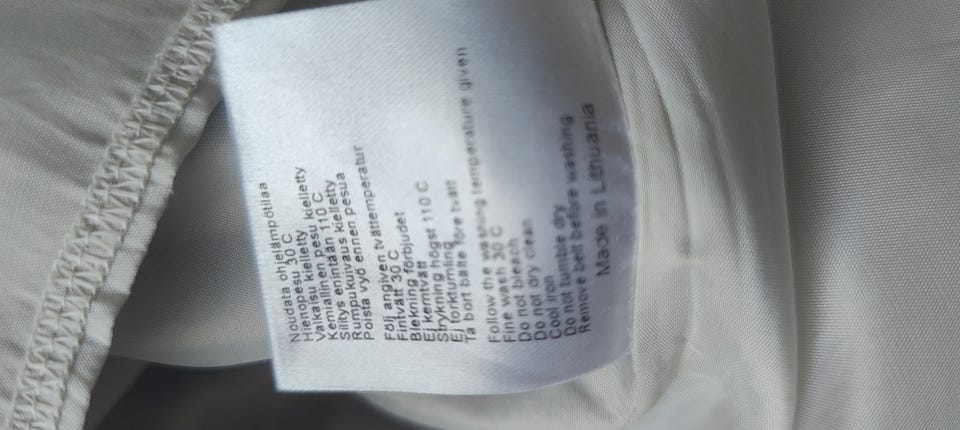 Noudata ohjelämpötilaa
Hienopesu 30 C
Valkaisu kielletty
Kemiallinen pesu kielletty
Silitys enintään 110 C
Rumpukuivaus kielletty
Poista vyö ennen pesua
Följ angiven tvättemperatur
Fintvätt 30 C
Blekning förbjudet
Ej kemtvätt
Strykning högst 110 C
Ej torktumling
Ta bort bälte före tvätt
Follow the washing temperature given
Fine wash 30 C
Do not bleach
Do not dry clean
Cool iron
Do not tumble dry
Remove belt before washing
Made in Lithuania